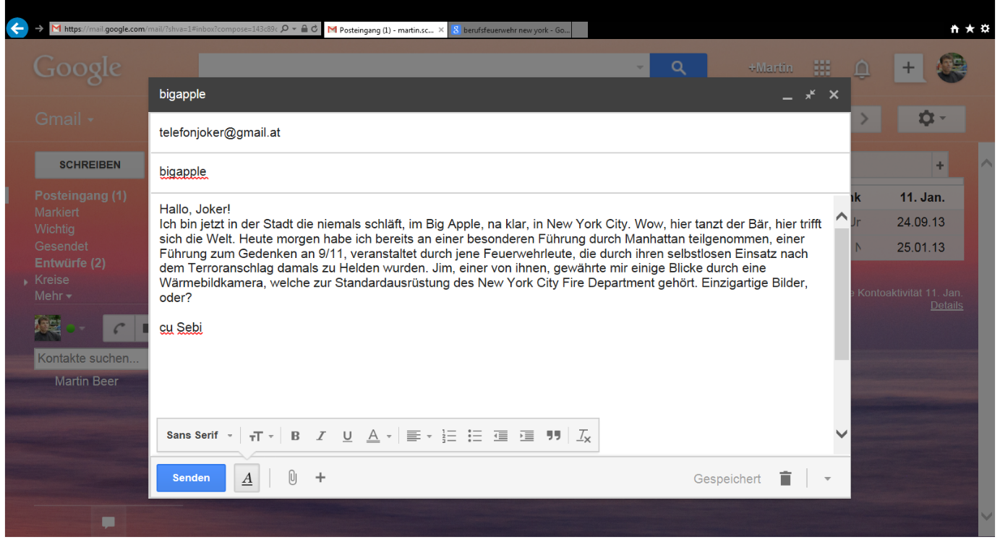 https://mail.google.com/mail/?shva=1#inbox?compose=143c89c
Posteingang (1) - martin.sc...
berufsfeuerwehr new york - Go...
Google
+Martin
bigapple
Gmail
telefonjoker@gmail.at
SCHREIBEN
bigapple
Posteingang (1)
Markiert
Wichtig
Gesendet
Entwürfe (2)
Kreise
Mehr
Kontakte suchen...
Martin Beer
Hallo, Joker!
Ich bin jetzt in der Stadt die niemals schläft, im Big Apple, na klar, in New York City. Wow, hier tanzt der Bär, hier trifft
sich die Welt. Heute morgen habe ich bereits an einer besonderen Führung durch Manhattan teilgenommen, einer
Führung zum Gedenken an 9/11, veranstaltet durch jene Feuerwehrleute, die durch ihren selbstlosen Einsatz nach
dem Terroranschlag damals zu Helden wurden. Jim, einer von ihnen, gewährte mir einige Blicke durch eine
Wärmebildkamera, welche zur Standardausrüstung des New York City Fire Department gehört. Einzigartige Bilder,
oder?
cu Sebi
11. Jan.
24.09.13
25.01.13
Kontoaktivität 11. Jan.
Details
Sans Serif
Senden
Gespeichert